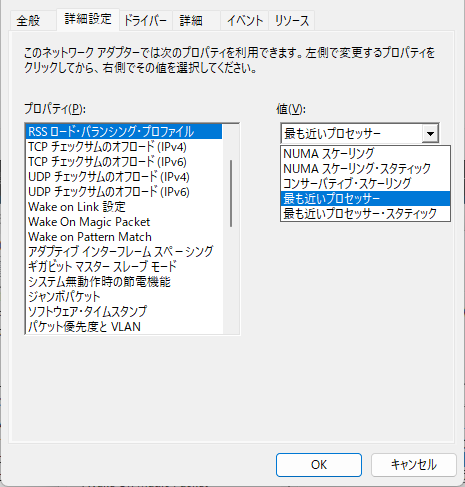 全般 詳細設定 ドライバー 詳細 イベント リソース
このネットワーク アダプターでは次のプロパティを利用できます。左側で変更するプロパティを
クリックしてから、右側でその値を選択してください。
プロパティ(P):
RSS ロード・バランシング・プロファイル
TCP チェックサムのオフロード (IPv4)
TCP チェックサムのオフロード (IPv6)
UDP チェックサムのオフロード (IPv4)
UDP チェックサムのオフロード (IPv6)
Wake on Link 設定
Wake On Magic Packet
Wake on Pattern Match
アダプティブ インターフレーム スペーシング
ギガビット マスター スレーブ モード
システム無動作時の節電機能
ジャンボパケット
ソフトウェア・タイムスタンプ
パケット優先度と VLAN
値(V):
最も近いプロセッサー
NUMA スケーリング
NUMA スケーリング・スタティック
コンサーバティブ・スケーリング
最も近いプロセッサー
最も近いプロセッサー・スタティック
OK キャンセル